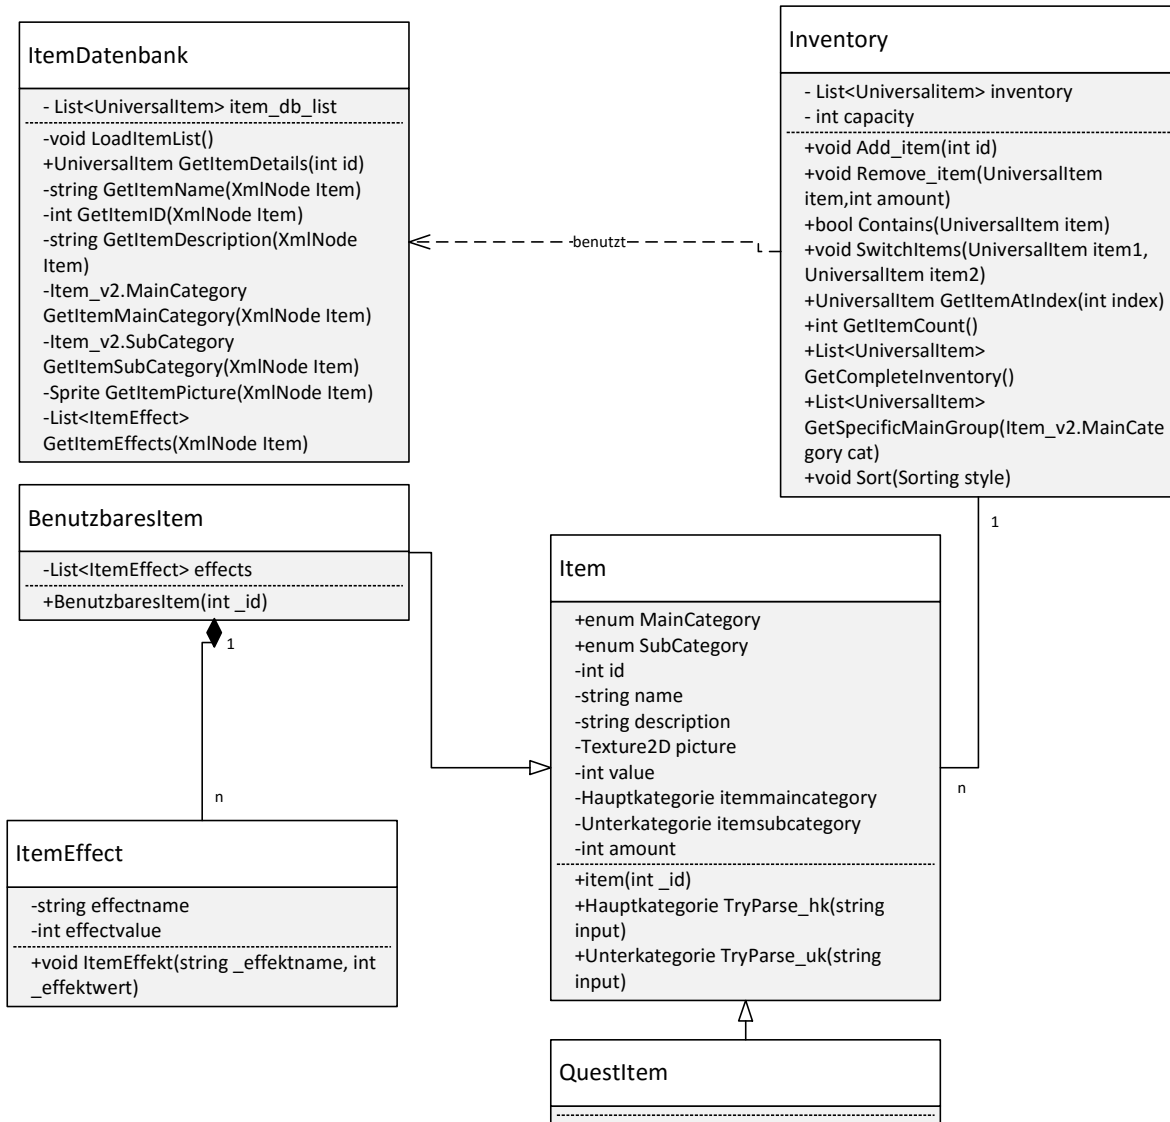 ItemDatenbank
- List<UniversalItem> item_db_list
-void LoadItemList()
+UniversalItem GetItemDetails(int id)
-string GetItemName(XmlNode Item)
-int GetItemID(XmlNode Item)
-string GetItemDescription(XmlNode
Item)
-Item_v2.MainCategory
GetItemMainCategory(XmlNode Item)
-Item_v2.SubCategory
GetItemSubCategory(XmlNode Item)
-Sprite GetItemPicture(XmlNode Item)
-List<ItemEffect>
GetItemEffects(XmlNode Item)
benutzt
Inventory
- List<Universalitem> inventory
- int capacity
+void Add_item(int id)
+void Remove_item(UniversalItem
item,int amount)
+bool Contains(UniversalItem item)
+void SwitchItems(UniversalItem item1,
UniversalItem item2)
+UniversalItem GetItemAtIndex(int index)
+int GetItemCount()
+List<UniversalItem>
GetCompleteInventory()
+List<UniversalItem>
GetSpecificMainGroup(Item_v2.MainCate
gory cat)
+void Sort(Sorting style)
1
n
BenutzbaresItem
-List<ItemEffect> effects
+BenutzbaresItem(int _id)
1
n
ItemEffect
-string effectname
-int effectvalue
+void ItemEffekt(string _effektname, int
_effektwert)
Item
+enum MainCategory
+enum SubCategory
-int id
-string name
-string description
-Texture2D picture
-int value
-Hauptkategorie itemmaincategory
-Unterkategorie itemsubcategory
-int amount
+item(int _id)
+Hauptkategorie TryParse_hk(string
input)
+Unterkategorie TryParse_uk(string
input)
QuestItem